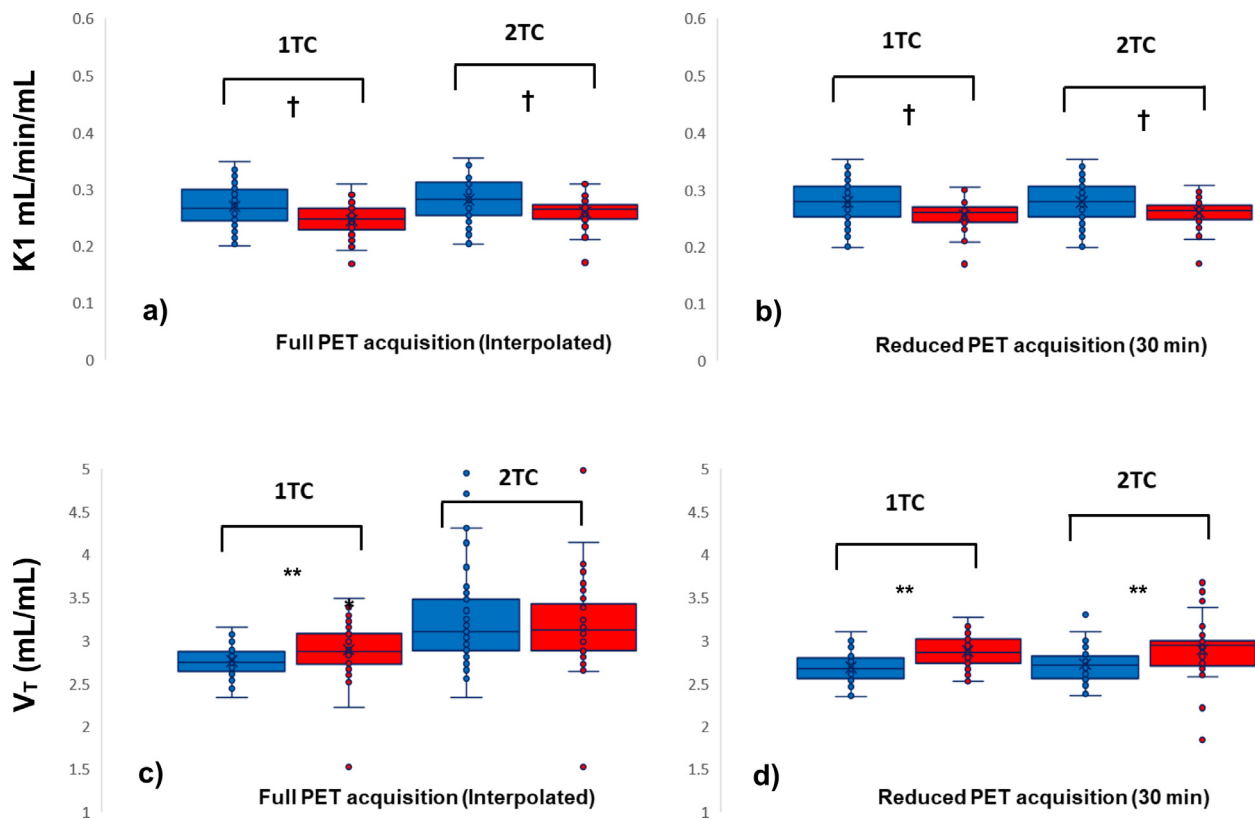 K1 mL/min/mL
0.6
0.5
0.4
0.3
0.2
0.1
0
1TC
2TC
†
†
a)
Full PET acquisition (Interpolated)
0.6
0.5
0.4
0.3
0.2
0.1
0
1TC
2TC
†
†
b)
Reduced PET acquisition (30 min)
VT (mL/mL)
5
4.5
4
3.5
3
2.5
2
1.5
1
1TC
2TC
**
*
c)
Full PET acquisition (Interpolated)
5
4.5
4
3.5
3
2.5
2
1.5
1
1TC
2TC
**
**
d)
Reduced PET acquisition (30 min)